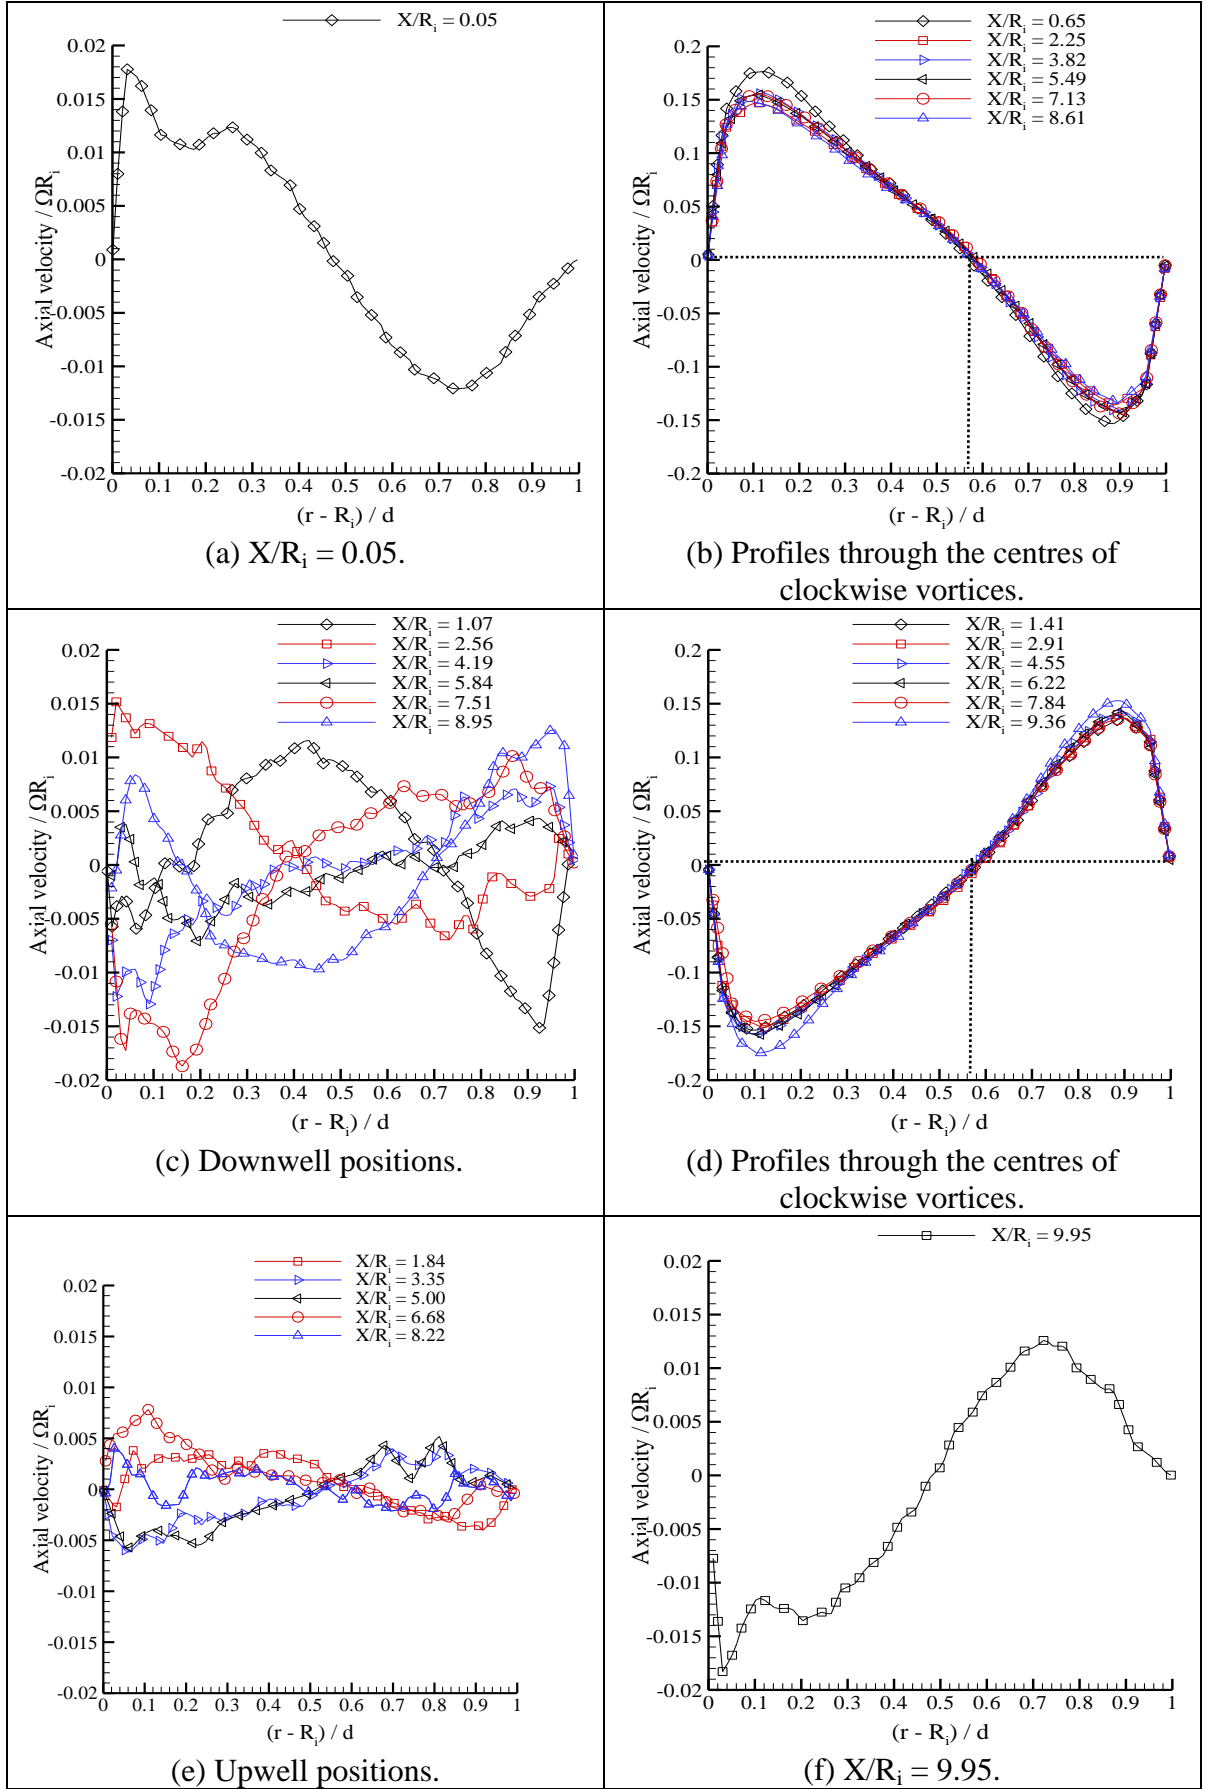 X/Ri = 0.05
0.02
0.015
0.01
0.005
0
-0.005
-0.01
-0.015
-0.02
Axial velocity / ΩRi
0 0.1 0.2 0.3 0.4 0.5 0.6 0.7 0.8 0.9 1
(r - Ri) / d
(a) X/Ri = 0.05.
X/Ri = 0.65
X/Ri = 2.25
X/Ri = 3.82
X/Ri = 5.49
X/Ri = 7.13
X/Ri = 8.61
0.2
0.15
0.1
0.05
0
-0.05
-0.1
-0.15
-0.2
Axial velocity / ΩRi
0 0.1 0.2 0.3 0.4 0.5 0.6 0.7 0.8 0.9 1
(r - Ri) / d
(b) Profiles through the centres of
clockwise vortices.
X/Ri = 1.07
X/Ri = 2.56
X/Ri = 4.19
X/Ri = 5.84
X/Ri = 7.51
X/Ri = 8.95
0.02
0.015
0.01
0.005
0
-0.005
-0.01
-0.015
-0.02
Axial velocity / ΩRi
0 0.1 0.2 0.3 0.4 0.5 0.6 0.7 0.8 0.9 1
(r - Ri) / d
(c) Downwell positions.
X/Ri = 1.41
X/Ri = 2.91
X/Ri = 4.55
X/Ri = 6.22
X/Ri = 7.84
X/Ri = 9.36
0.2
0.15
0.1
0.05
0
-0.05
-0.1
-0.15
-0.2
Axial velocity / ΩRi
0 0.1 0.2 0.3 0.4 0.5 0.6 0.7 0.8 0.9 1
(r - Ri) / d
(d) Profiles through the centres of
clockwise vortices.
X/Ri = 1.84
X/Ri = 3.35
X/Ri = 5.00
X/Ri = 6.68
X/Ri = 8.22
0.02
0.015
0.01
0.005
0
-0.005
-0.01
-0.015
-0.02
Axial velocity / ΩRi
0 0.1 0.2 0.3 0.4 0.5 0.6 0.7 0.8 0.9 1
(r - Ri) / d
(e) Upwell positions.
X/Ri = 9.95
0.02
0.015
0.01
0.005
0
-0.005
-0.01
-0.015
-0.02
Axial velocity / ΩRi
0 0.1 0.2 0.3 0.4 0.5 0.6 0.7 0.8 0.9 1
(r - Ri) / d
(f) X/Ri = 9.95.